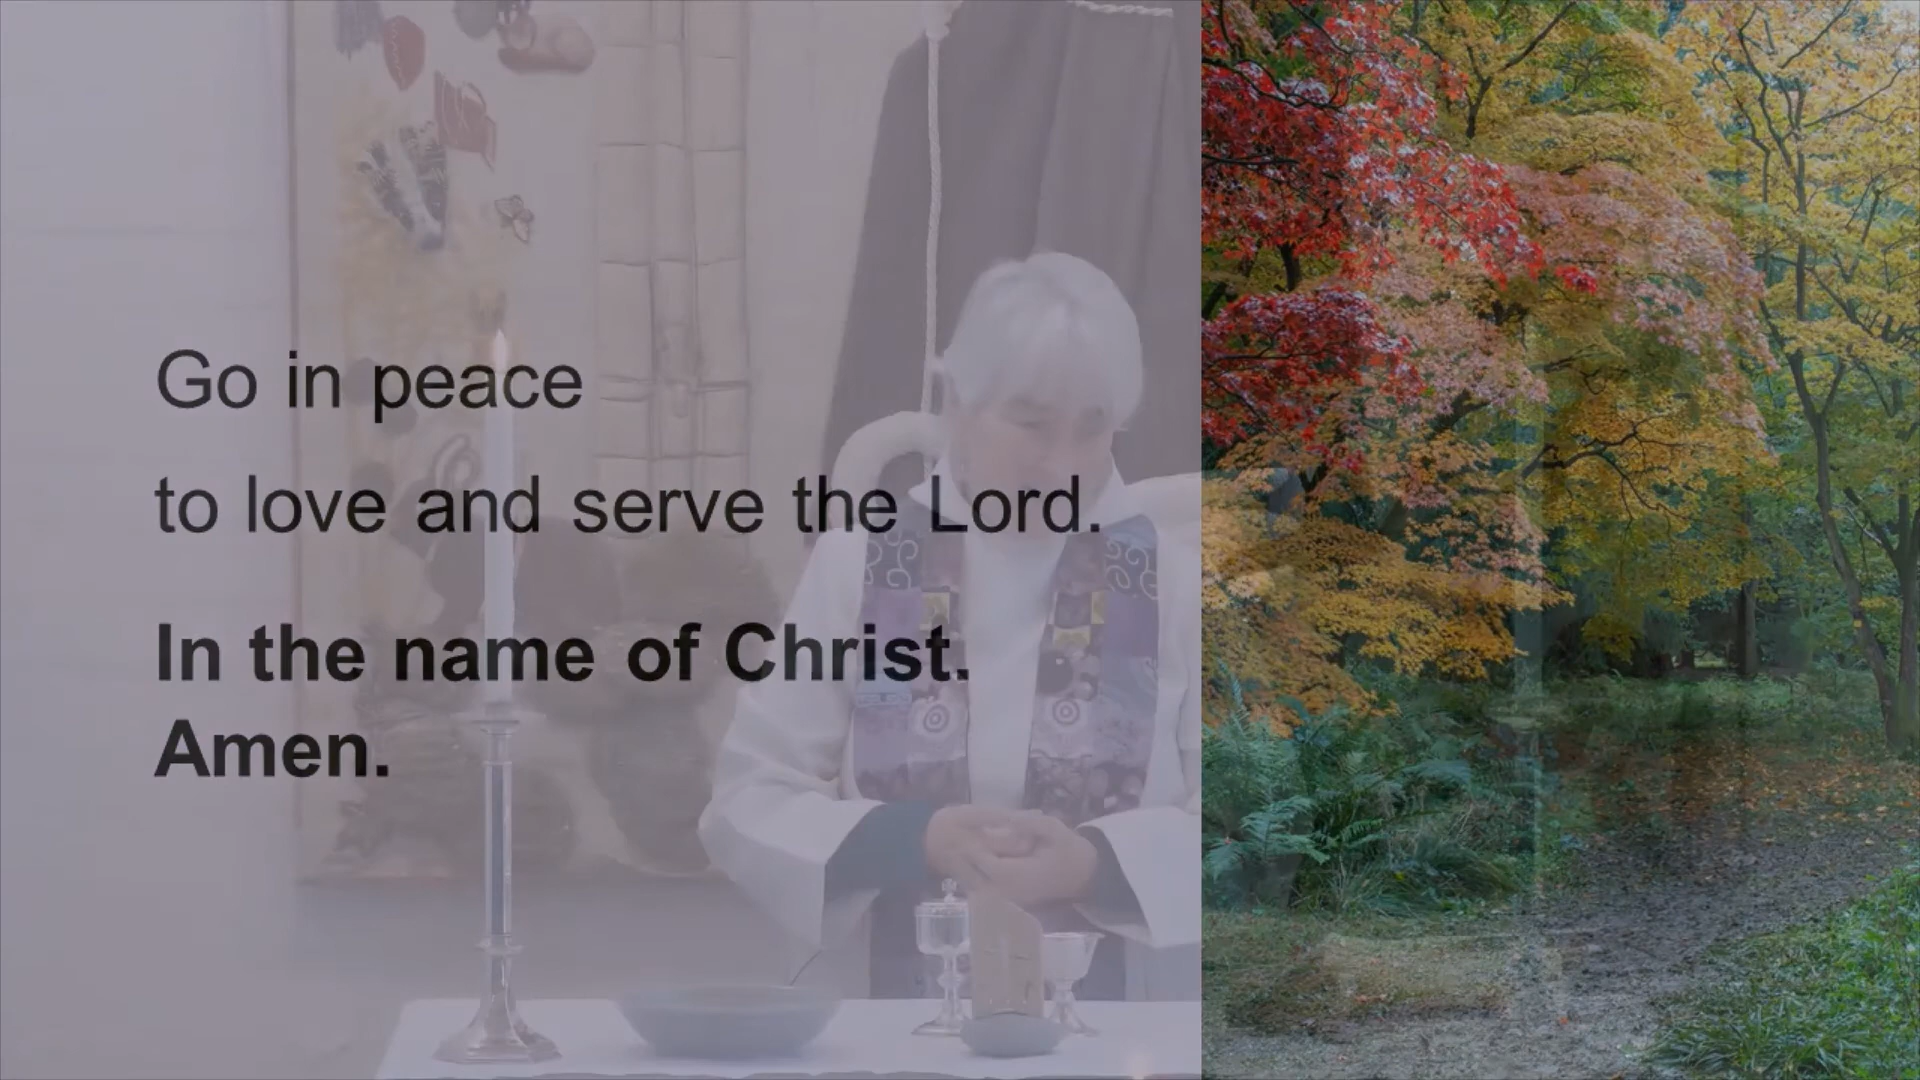 Go in peace
to love and serve the Lord.
In the name of Christ.
Amen.